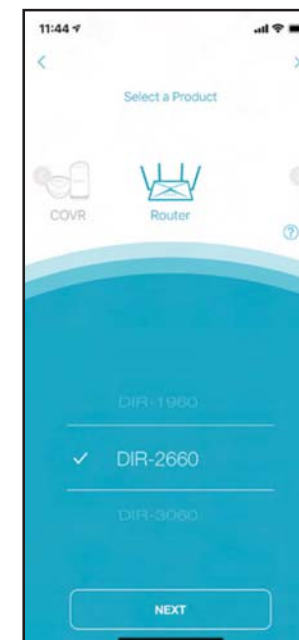 11:44
Select a Product
COVR
Router
?
DIR-1960
DIR-2660
DIR-3060
NEXT